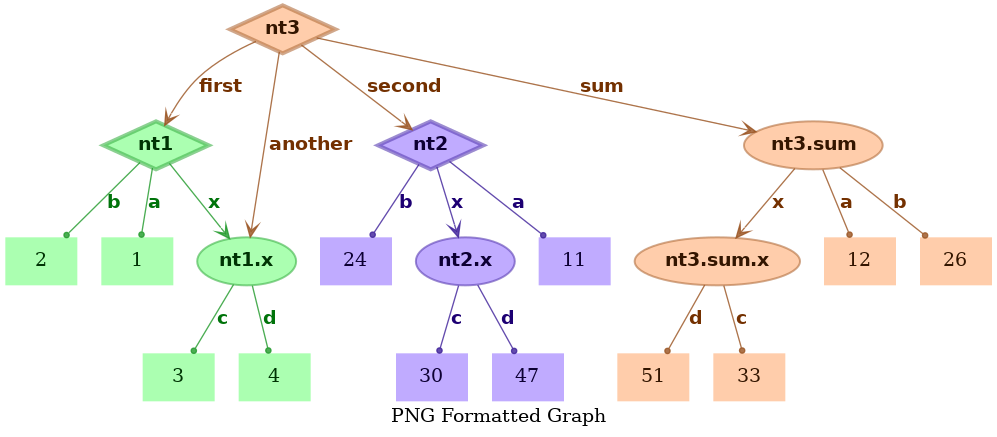 nt3
first
second
sum
nt1
another
nt2
nt3.sum
b a x
b x a
x a b
2
1
nt1.x
24
nt2.x
11
nt3.sum.x
12
26
c d
c d
d c
3
4
30
47
51
33
PNG Formatted Graph